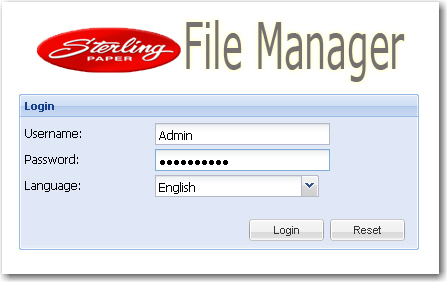 Sterling
PAPER
File Manager
Login
Username:
Admin
Password:
••••••••••
Language:
English
Login
Reset